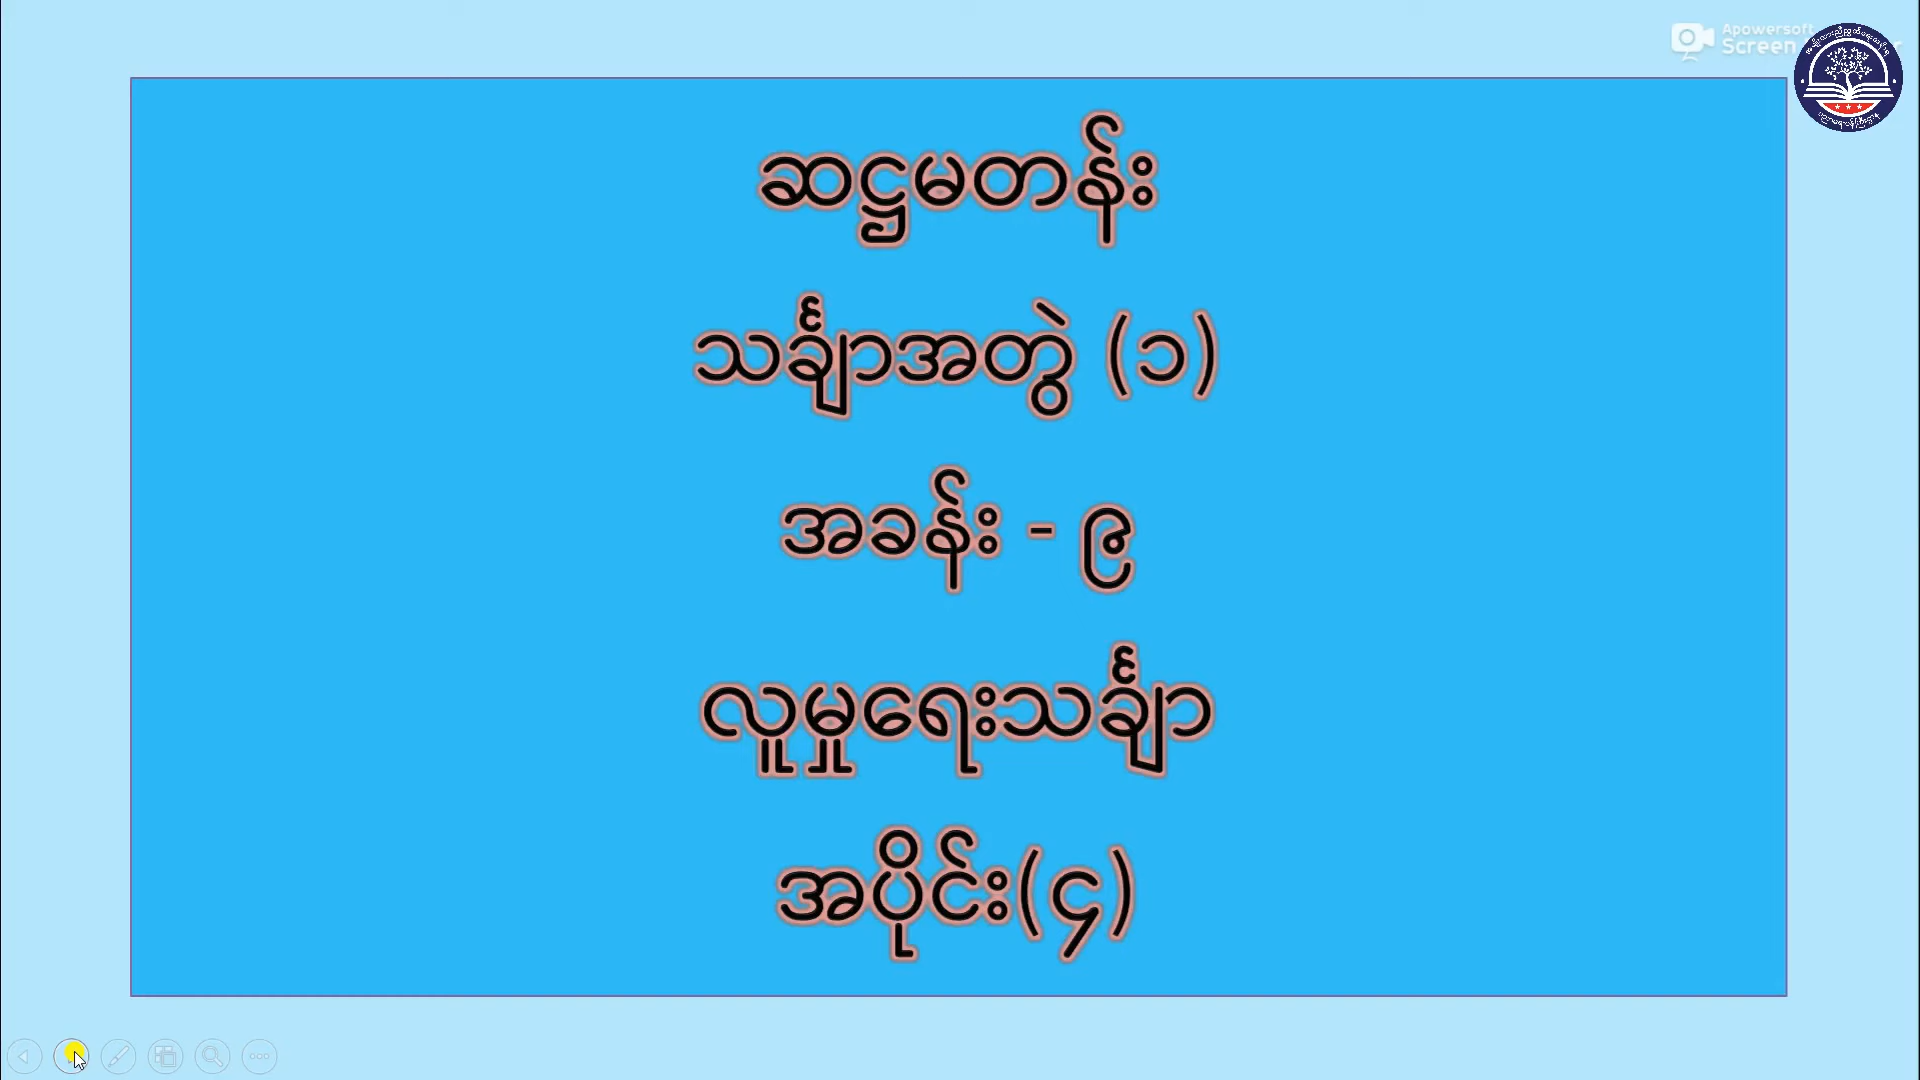 Apowersoft
Screen
ဆဋ္ဌမတန်း
သင်္ချာအတွဲ (၁)
အခန်း - ၉
လူမှုရေးသင်္ချာ
အပိုင်း(၄)